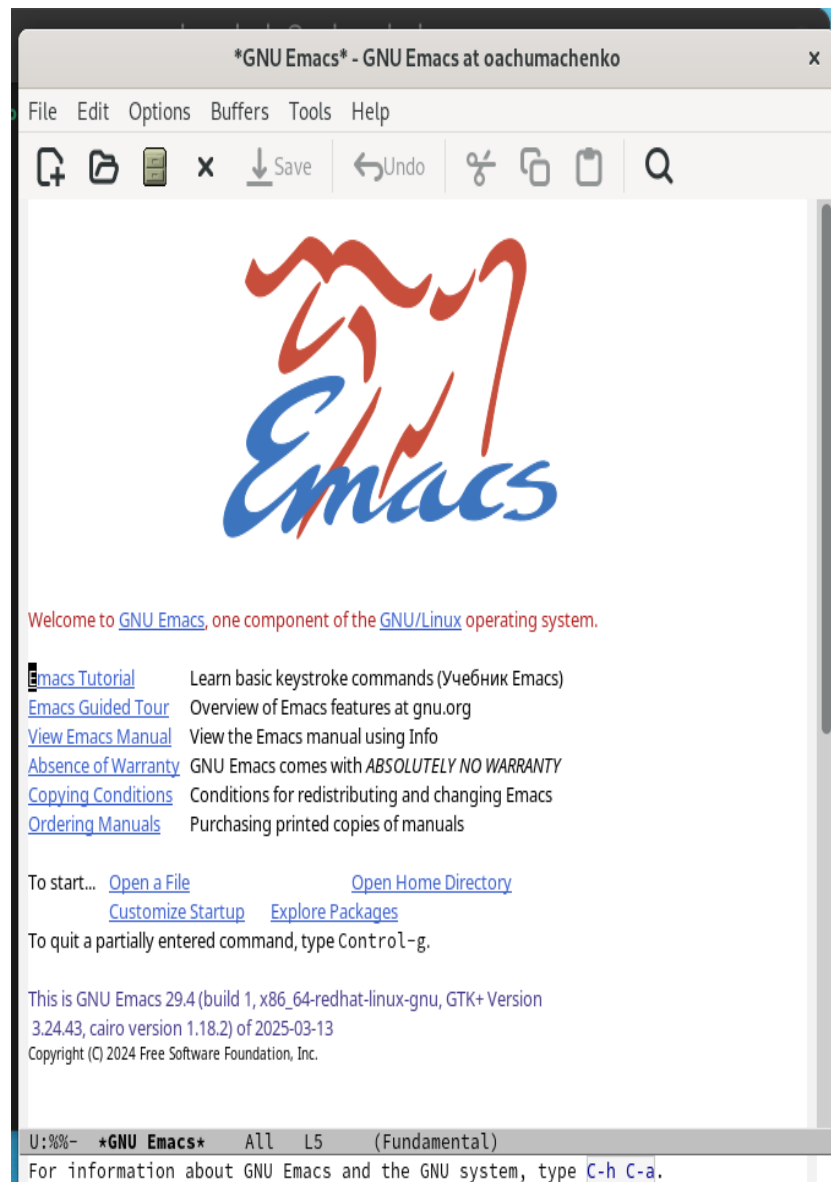 *GNU Emacs* - GNU Emacs at oachumachenko x
File Edit Options Buffers Tools Help
Save Undo
Emacs
Welcome to GNU Emacs, one component of the GNU/Linux operating system.
Emacs Tutorial Learn basic keystroke commands (Учебник Emacs)
Emacs Guided Tour Overview of Emacs features at gnu.org
View Emacs Manual View the Emacs manual using Info
Absence of Warranty GNU Emacs comes with ABSOLUTELY NO WARRANTY
Copying Conditions Conditions for redistributing and changing Emacs
Ordering Manuals Purchasing printed copies of manuals
To start... Open a File Open Home Directory
Customize Startup Explore Packages
To quit a partially entered command, type Control-g.
This is GNU Emacs 29.4 (build 1, x86_64-redhat-linux-gnu, GTK+ Version
3.24.43, cairo version 1.18.2) of 2025-03-13
Copyright (C) 2024 Free Software Foundation, Inc.
U:%%- *GNU Emacs* All L5 (Fundamental)
For information about GNU Emacs and the GNU system, type C-h C-a.